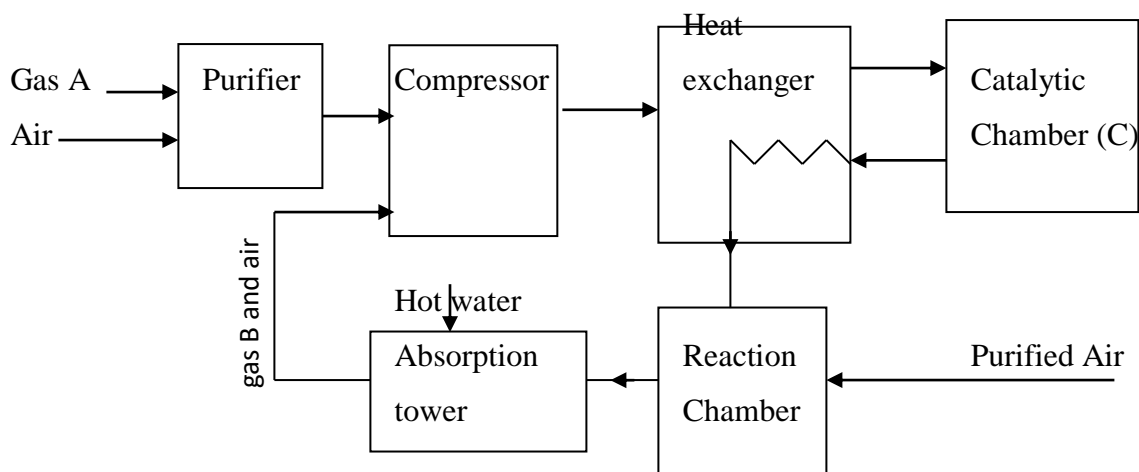 Heat
exchanger
Gas A
Air
Purifier
Compressor
Catalytic
Chamber (C)
gas B and air
Hot water
Absorption
tower
Reaction
Chamber
Purified Air